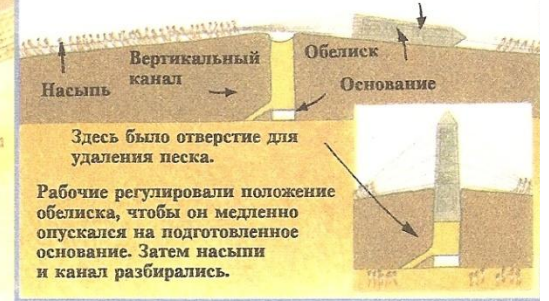 Насыпь
Вертикальный
канал
Обелиск
Основание
Здесь было отверстие для
удаления песка.
Рабочие регулировали положение
обелиска, чтобы он медленно
опускался на подготовленное
основание. Затем насыпи
и канал разбирались.